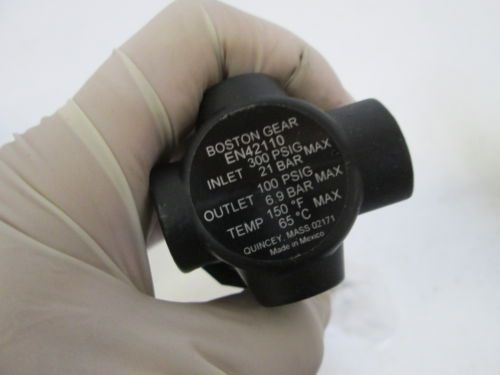 BOSTON GEAR
EN42110
INLET 300 PSIG MAX
21 BAR
OUTLET 100 PSIG MAX
6.9 BAR
TEMP 150 °F MAX
65 °C
QUINCEY, MASS 02171
Made in Mexico